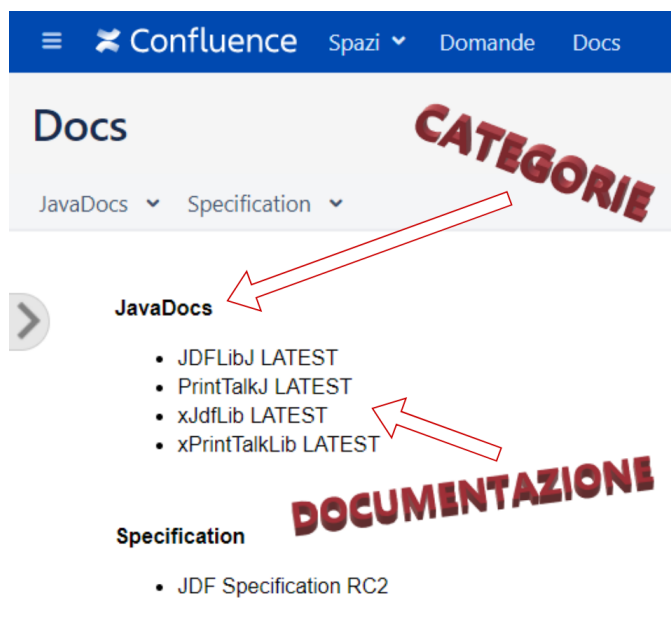 Confluence Spazi Domande Docs
Docs
CATEGORIE
JavaDocs Specification
JavaDocs
• JDFLibJ LATEST
• PrintTalkJ LATEST
• xJdfLib LATEST
• xPrintTalkLib LATEST
DOCUMENTAZIONE
Specification
• JDF Specification RC2